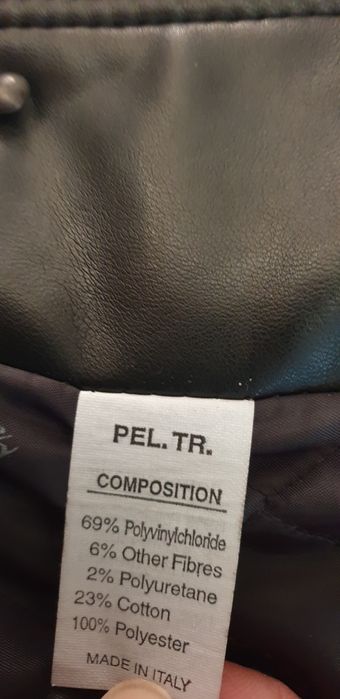 PEL. TR.
COMPOSITION
69% Polyvinylchloride
6% Other Fibres
2% Polyuretane
23% Cotton
100% Polyester
MADE IN ITALY